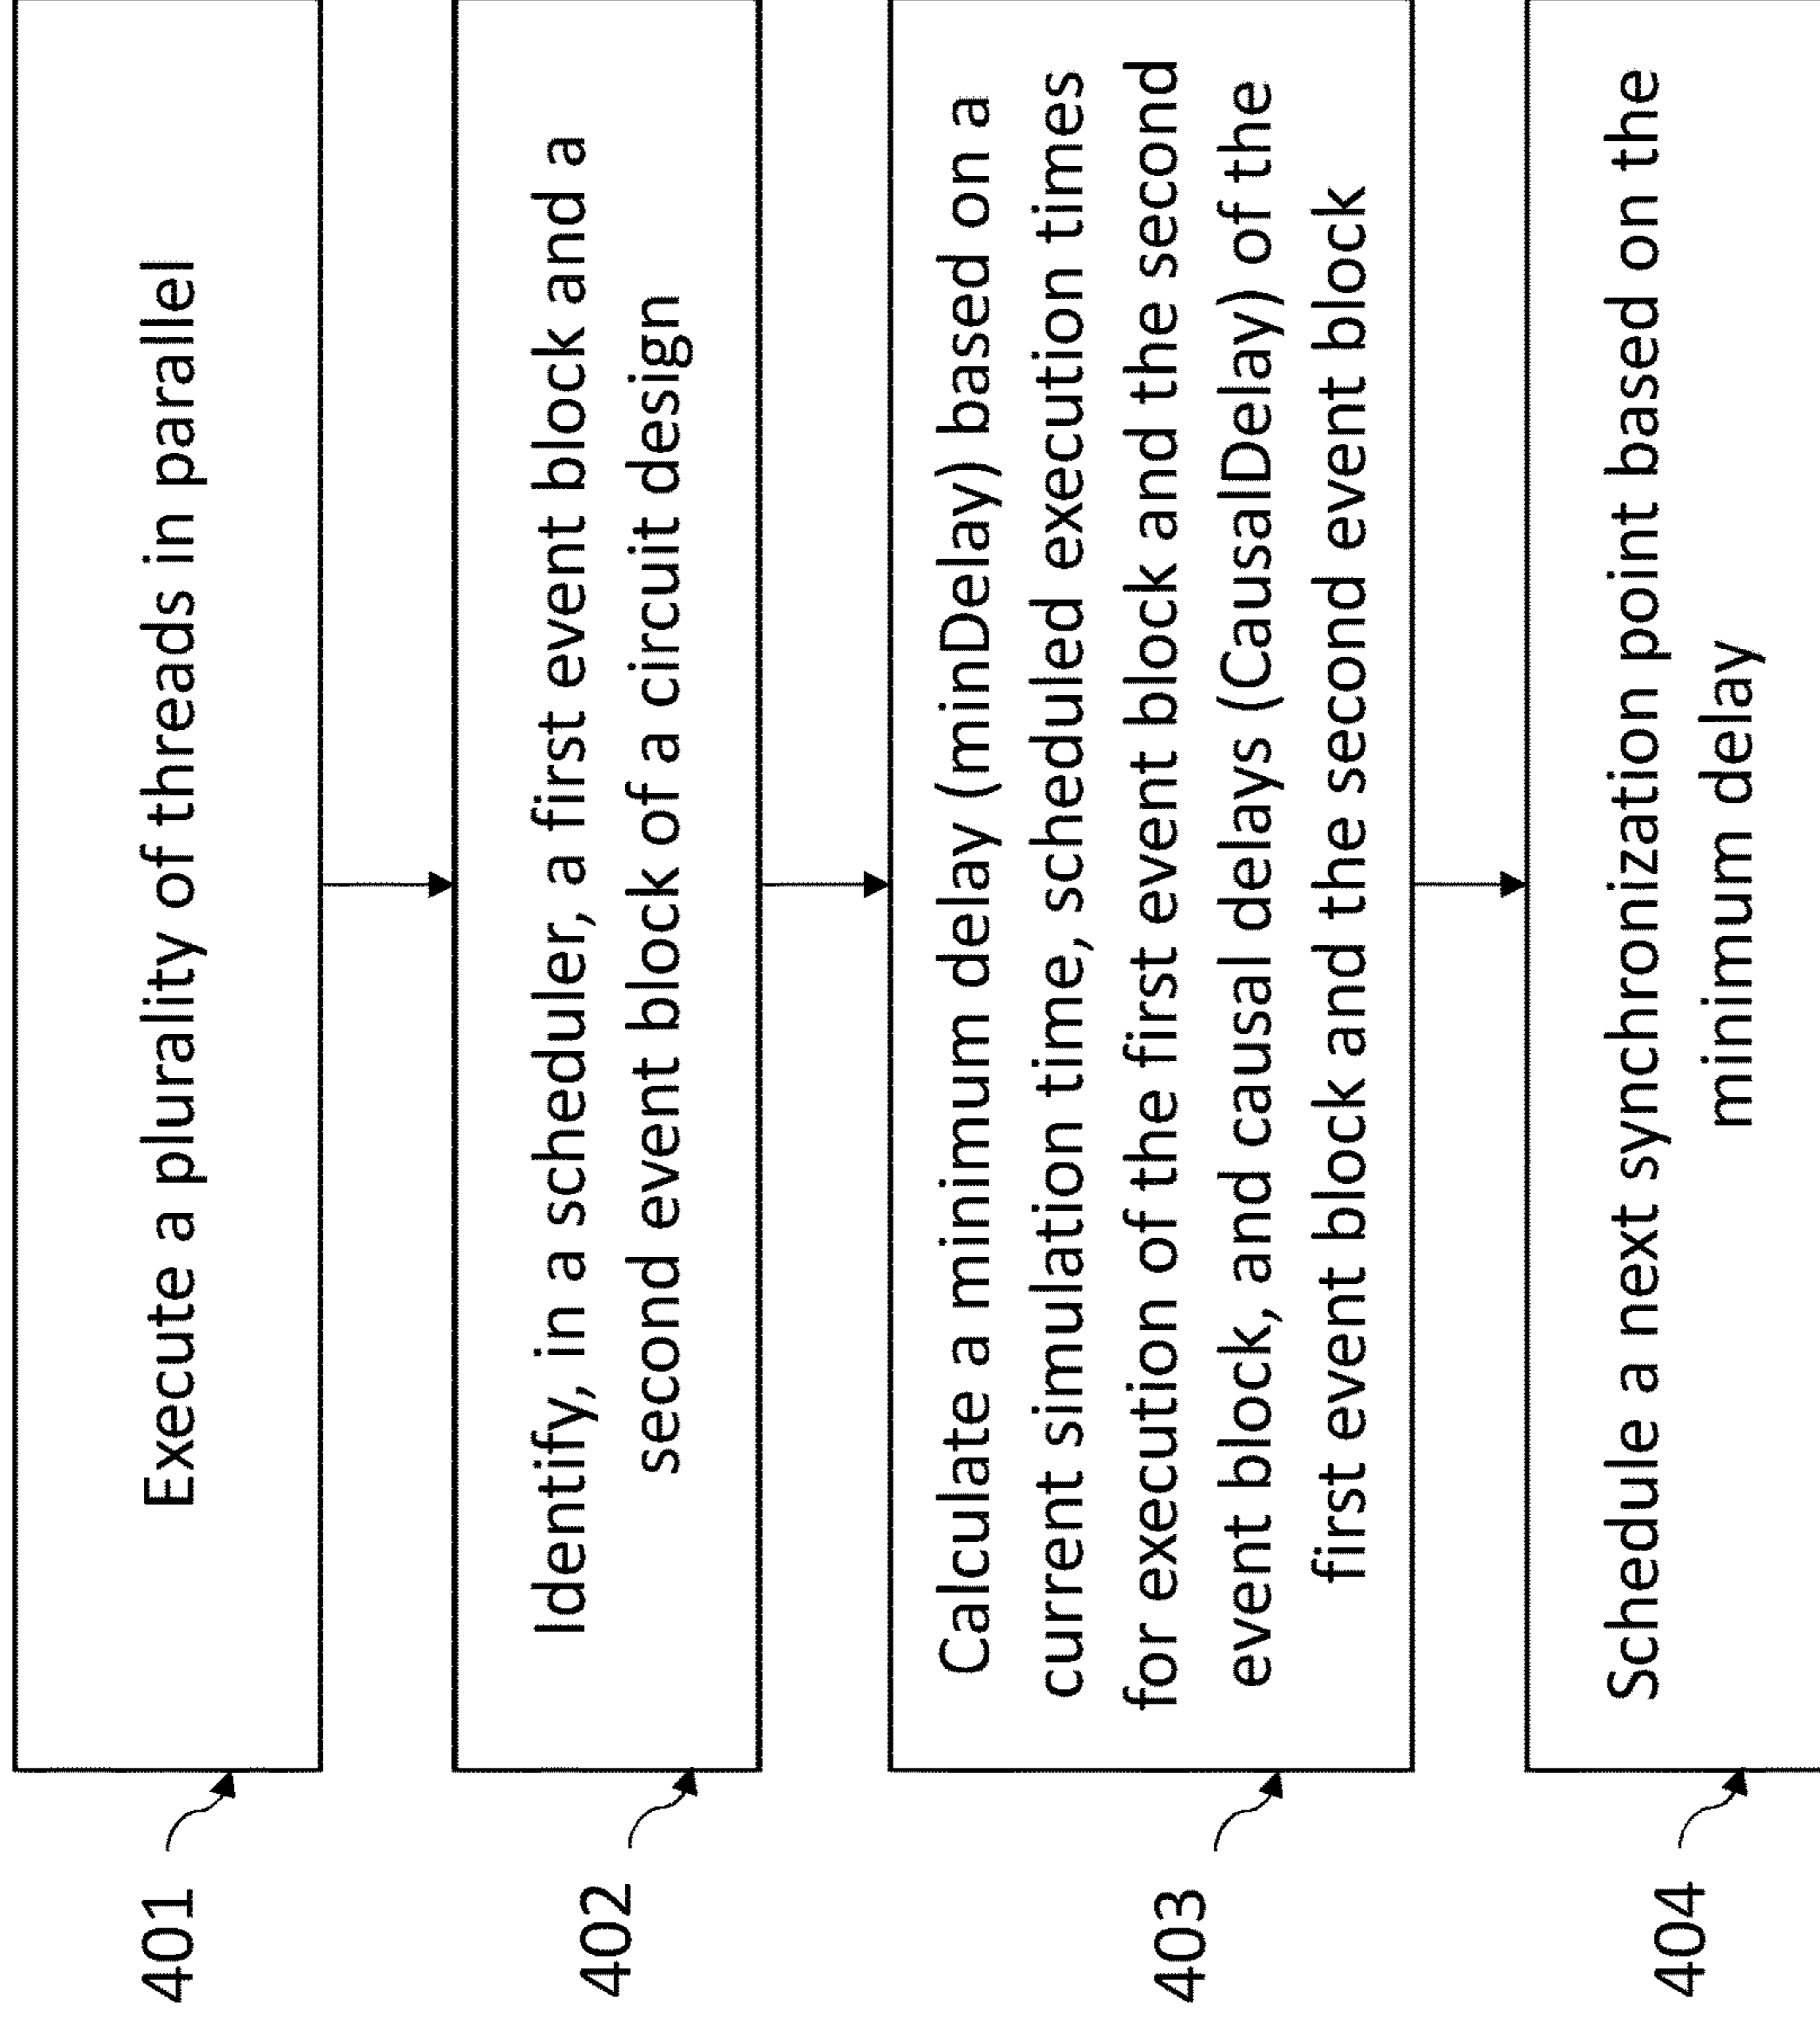 401
Execute a plurality of threads in parallel
402
Identify, in a scheduler, a first event block and a
second event block of a circuit design
403
Calculate a minimum delay (minDelay) based on a
current simulation time, scheduled execution times
for execution of the first event block and the second
event block, and causal delays (CausalDelay) of the
first event block and the second event block
404
Schedule a next synchronization point based on the
minimum delay